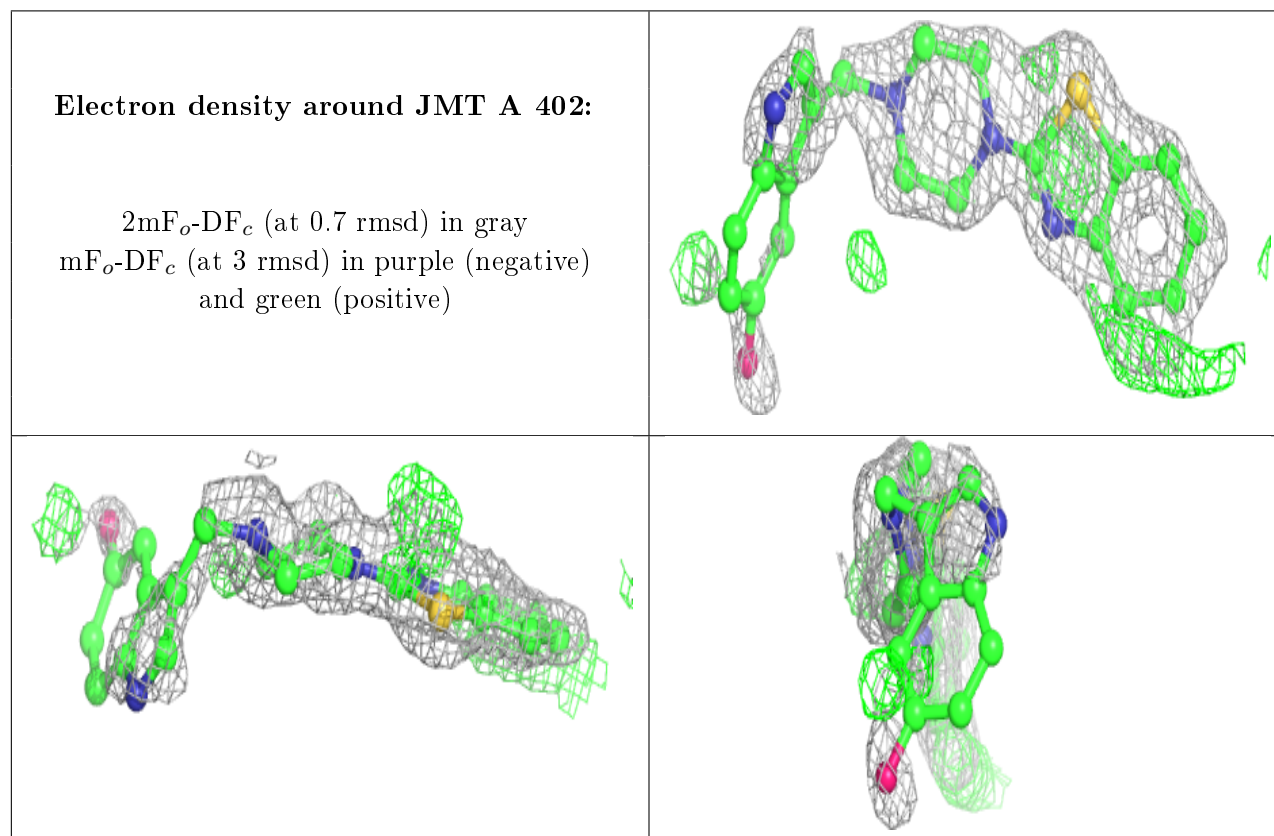 Electron density around JMT A 402:
2mFₒ-DF𝒸 (at 0.7 rmsd) in gray
mFₒ-DF𝒸 (at 3 rmsd) in purple (negative)
and green (positive)